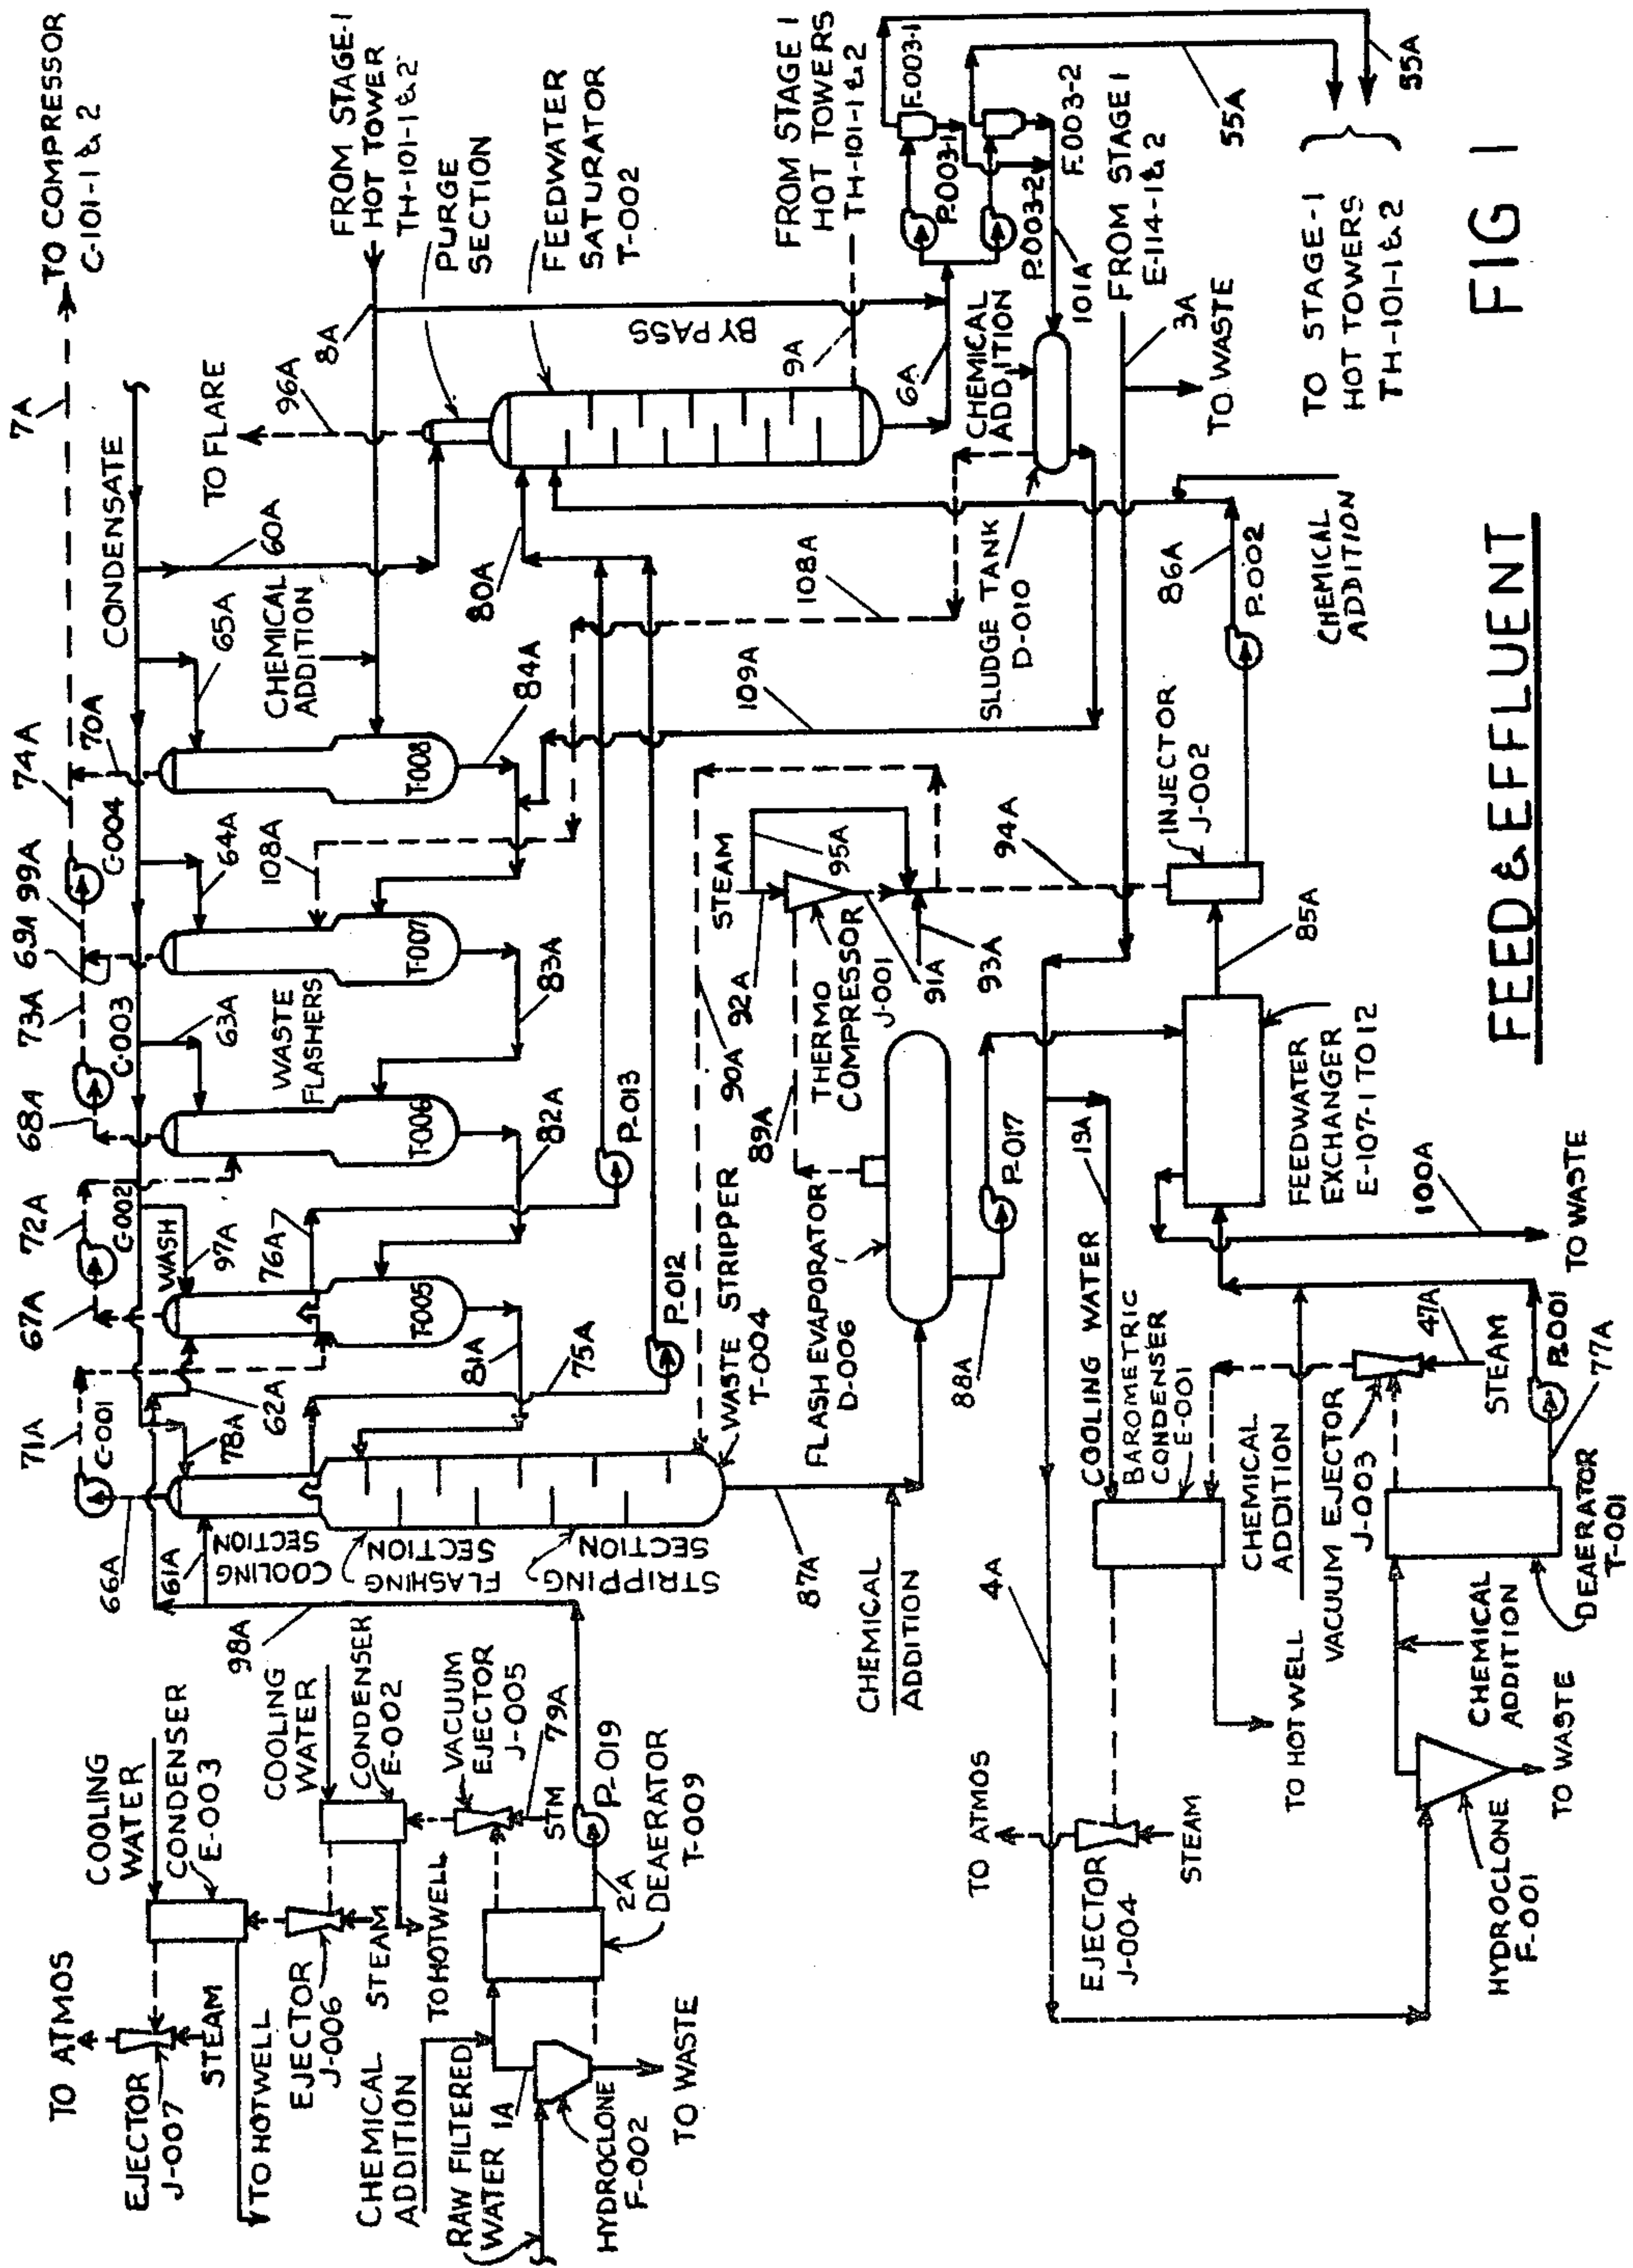 7A
TO COMPRESSOR
C-101-1 & 2
FROM STAGE-1
HOT TOWER
TH-101-1 & 2
PURGE
SECTION
FEEDWATER
SATURATOR
T-002
FROM STAGE 1
HOT TOWERS
TH-101-1 & 2
F.003-1
P.003-1
F.003-2
P.003-2
55A
55A
101A
FROM STAGE 1
E-114-1 & 2
3A
TO WASTE
TO STAGE-1
HOT TOWERS
TH-101-1 & 2
FIG 1
FEED & EFFLUENT
CONDENSATE
TO FLARE
96A
8A
BYPASS
9A
6A
CHEMICAL
ADDITION
60A
65A
CHEMICAL
ADDITION
80A
84A
108A
109A
SLUDGE TANK
D-010
86A
P.002
CHEMICAL
ADDITION
INJECTOR
J-002
74A
70A
C-004
99A
69A
73A
C-003
68A
72A
C-002
67A
71A
C-001
66A
T-008
64A
108A
T-007
83A
63A
WASTE
FLASHERS
T-006
82A
WASH
97A
76A
T-005
81A
75A
P-013
P-012
62A
78A
61A
COOLING
SECTION
FLASHING
SECTION
STRIPPING
SECTION
WASTE STRIPPER
T-004
90A
STEAM
92A
95A
89A
THERMO
COMPRESSOR
J-001
91A
93A
94A
FLASH EVAPORATOR
D-006
88A
P-017
85A
FEEDWATER
EXCHANGER
E-107-1 TO 12
100A
TO WASTE
87A
CHEMICAL
ADDITION
4A
19A
COOLING WATER
BAROMETRIC
CONDENSER
E-001
CHEMICAL
ADDITION
VACUUM EJECTOR
J-003
STEAM
47A
P.001
77A
DEAERATOR
T-001
CHEMICAL
ADDITION
TO HOTWELL
TO ATMOS
EJECTOR
J-004
STEAM
HYDROCLONE
F-001
TO WASTE
98A
COOLING
WATER
CONDENSER
E-003
COOLING
WATER
CONDENSER
E-002
VACUUM
EJECTOR
J-005
79A
STM
P-019
2A
DEAERATOR
T-009
TO ATMOS
EJECTOR
J-007
STEAM
TO HOTWELL
EJECTOR
J-006
STEAM
TO HOTWELL
CHEMICAL
ADDITION
RAW FILTERED
WATER
1A
HYDROCLONE
F-002
TO WASTE